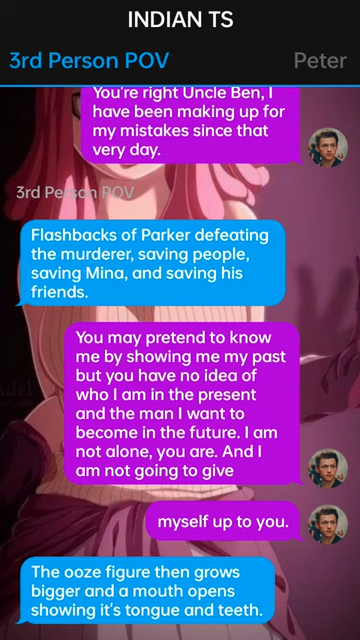 INDIAN TS
3rd Person POV
Peter
You're right Uncle Ben, I
have been making up for
my mistakes since that
very day.
3rd Person POV
Flashbacks of Parker defeating
the murderer, saving people,
saving Mina, and saving his
friends.
You may pretend to know
me by showing me my past
but you have no idea of
who I am in the present
and the man I want to
become in the future. I am
not alone, you are. And I
am not going to give
myself up to you.
The ooze figure then grows
bigger and a mouth opens
showing it's tongue and teeth.